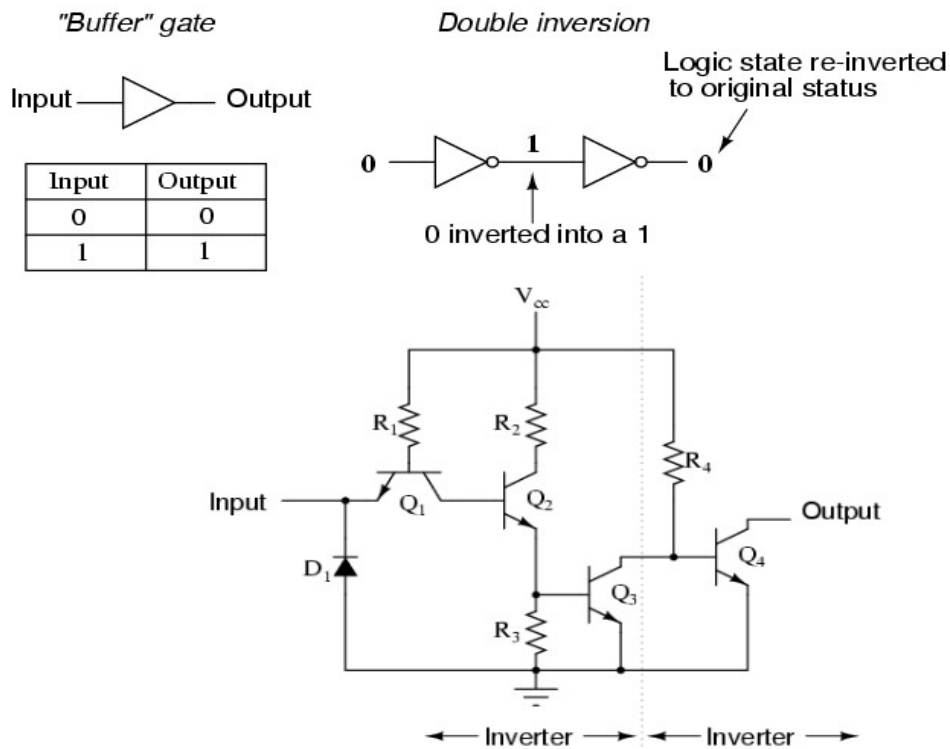 "Buffer" gate
Input
Output
Input Output
0 0
1 1
Double inversion
Logic state re-inverted
to original status
0
1
0
0 inverted into a 1
Vcc
R1
R2
R4
Input
Q1
Q2
Output
D1
Q3
Q4
R3
Inverter
Inverter